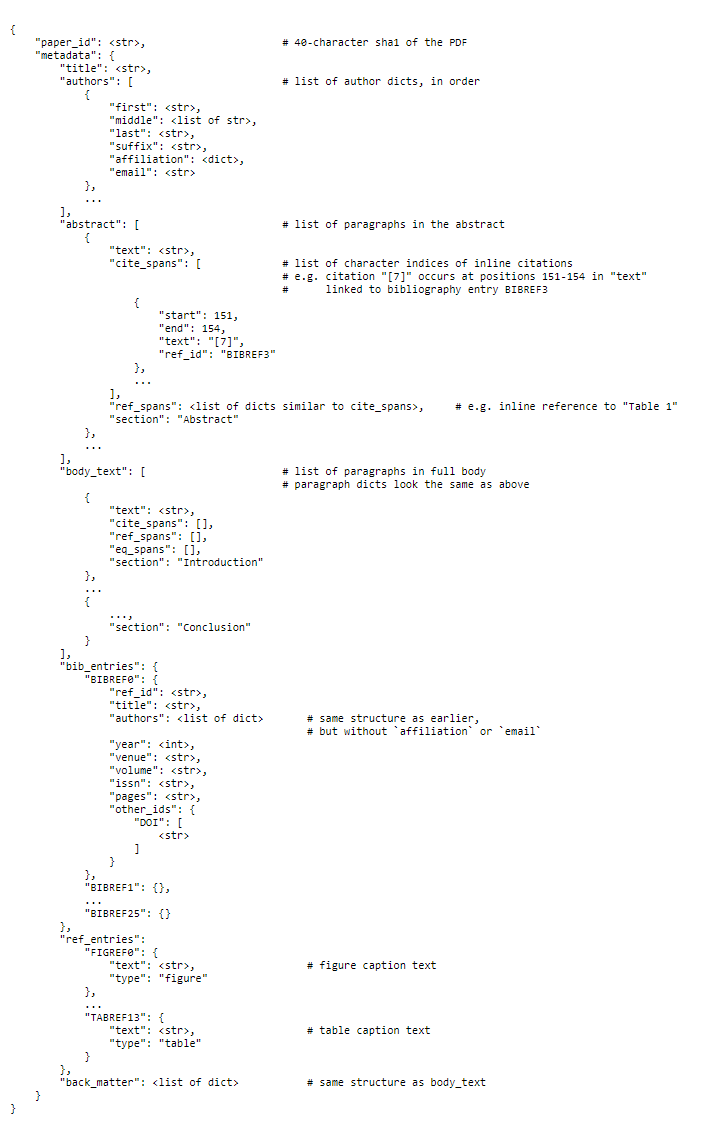 {
    "paper_id": <str>,                      # 40-character sha1 of the PDF
    "metadata": {
        "title": <str>,
        "authors": [                        # list of author dicts, in order
            {
                "first": <str>,
                "middle": <list of str>,
                "last": <str>,
                "suffix": <str>,
                "affiliation": <dict>,
                "email": <str>
            },
            ...
        ],
        "abstract": [                       # list of paragraphs in the abstract
            {
                "text": <str>,
                "cite_spans": [             # list of character indices of inline citations
                                            # e.g. citation "[7]" occurs at positions 151-154 in "text"
                                            #      linked to bibliography entry BIBREF3
                    {
                        "start": 151,
                        "end": 154,
                        "text": "[7]",
                        "ref_id": "BIBREF3"
                    },
                    ...
                ],
                "ref_spans": <list of dicts similar to cite_spans>,     # e.g. inline reference to "Table 1"
                "section": "Abstract"
            },
            ...
        ],
        "body_text": [                      # list of paragraphs in full body
                                            # paragraph dicts look the same as above
            {
                "text": <str>,
                "cite_spans": [],
                "ref_spans": [],
                "eq_spans": [],
                "section": "Introduction"
            },
            ...
            {
                ...,
                "section": "Conclusion"
            }
        ],
        "bib_entries": {
            "BIBREF0": {
                "ref_id": <str>,
                "title": <str>,
                "authors": <list of dict>       # same structure as earlier,
                                                # but without `affiliation` or `email`
                "year": <int>,
                "venue": <str>,
                "volume": <str>,
                "issn": <str>,
                "pages": <str>,
                "other_ids": {
                    "DOI": [
                        <str>
                    ]
                }
            },
            "BIBREF1": {},
            ...
            "BIBREF25": {}
        },
        "ref_entries":
            "FIGREF0": {
                "text": <str>,                  # figure caption text
                "type": "figure"
            },
            ...
            "TABREF13": {
                "text": <str>,                  # table caption text
                "type": "table"
            }
        },
        "back_matter": <list of dict>           # same structure as body_text
    }
}